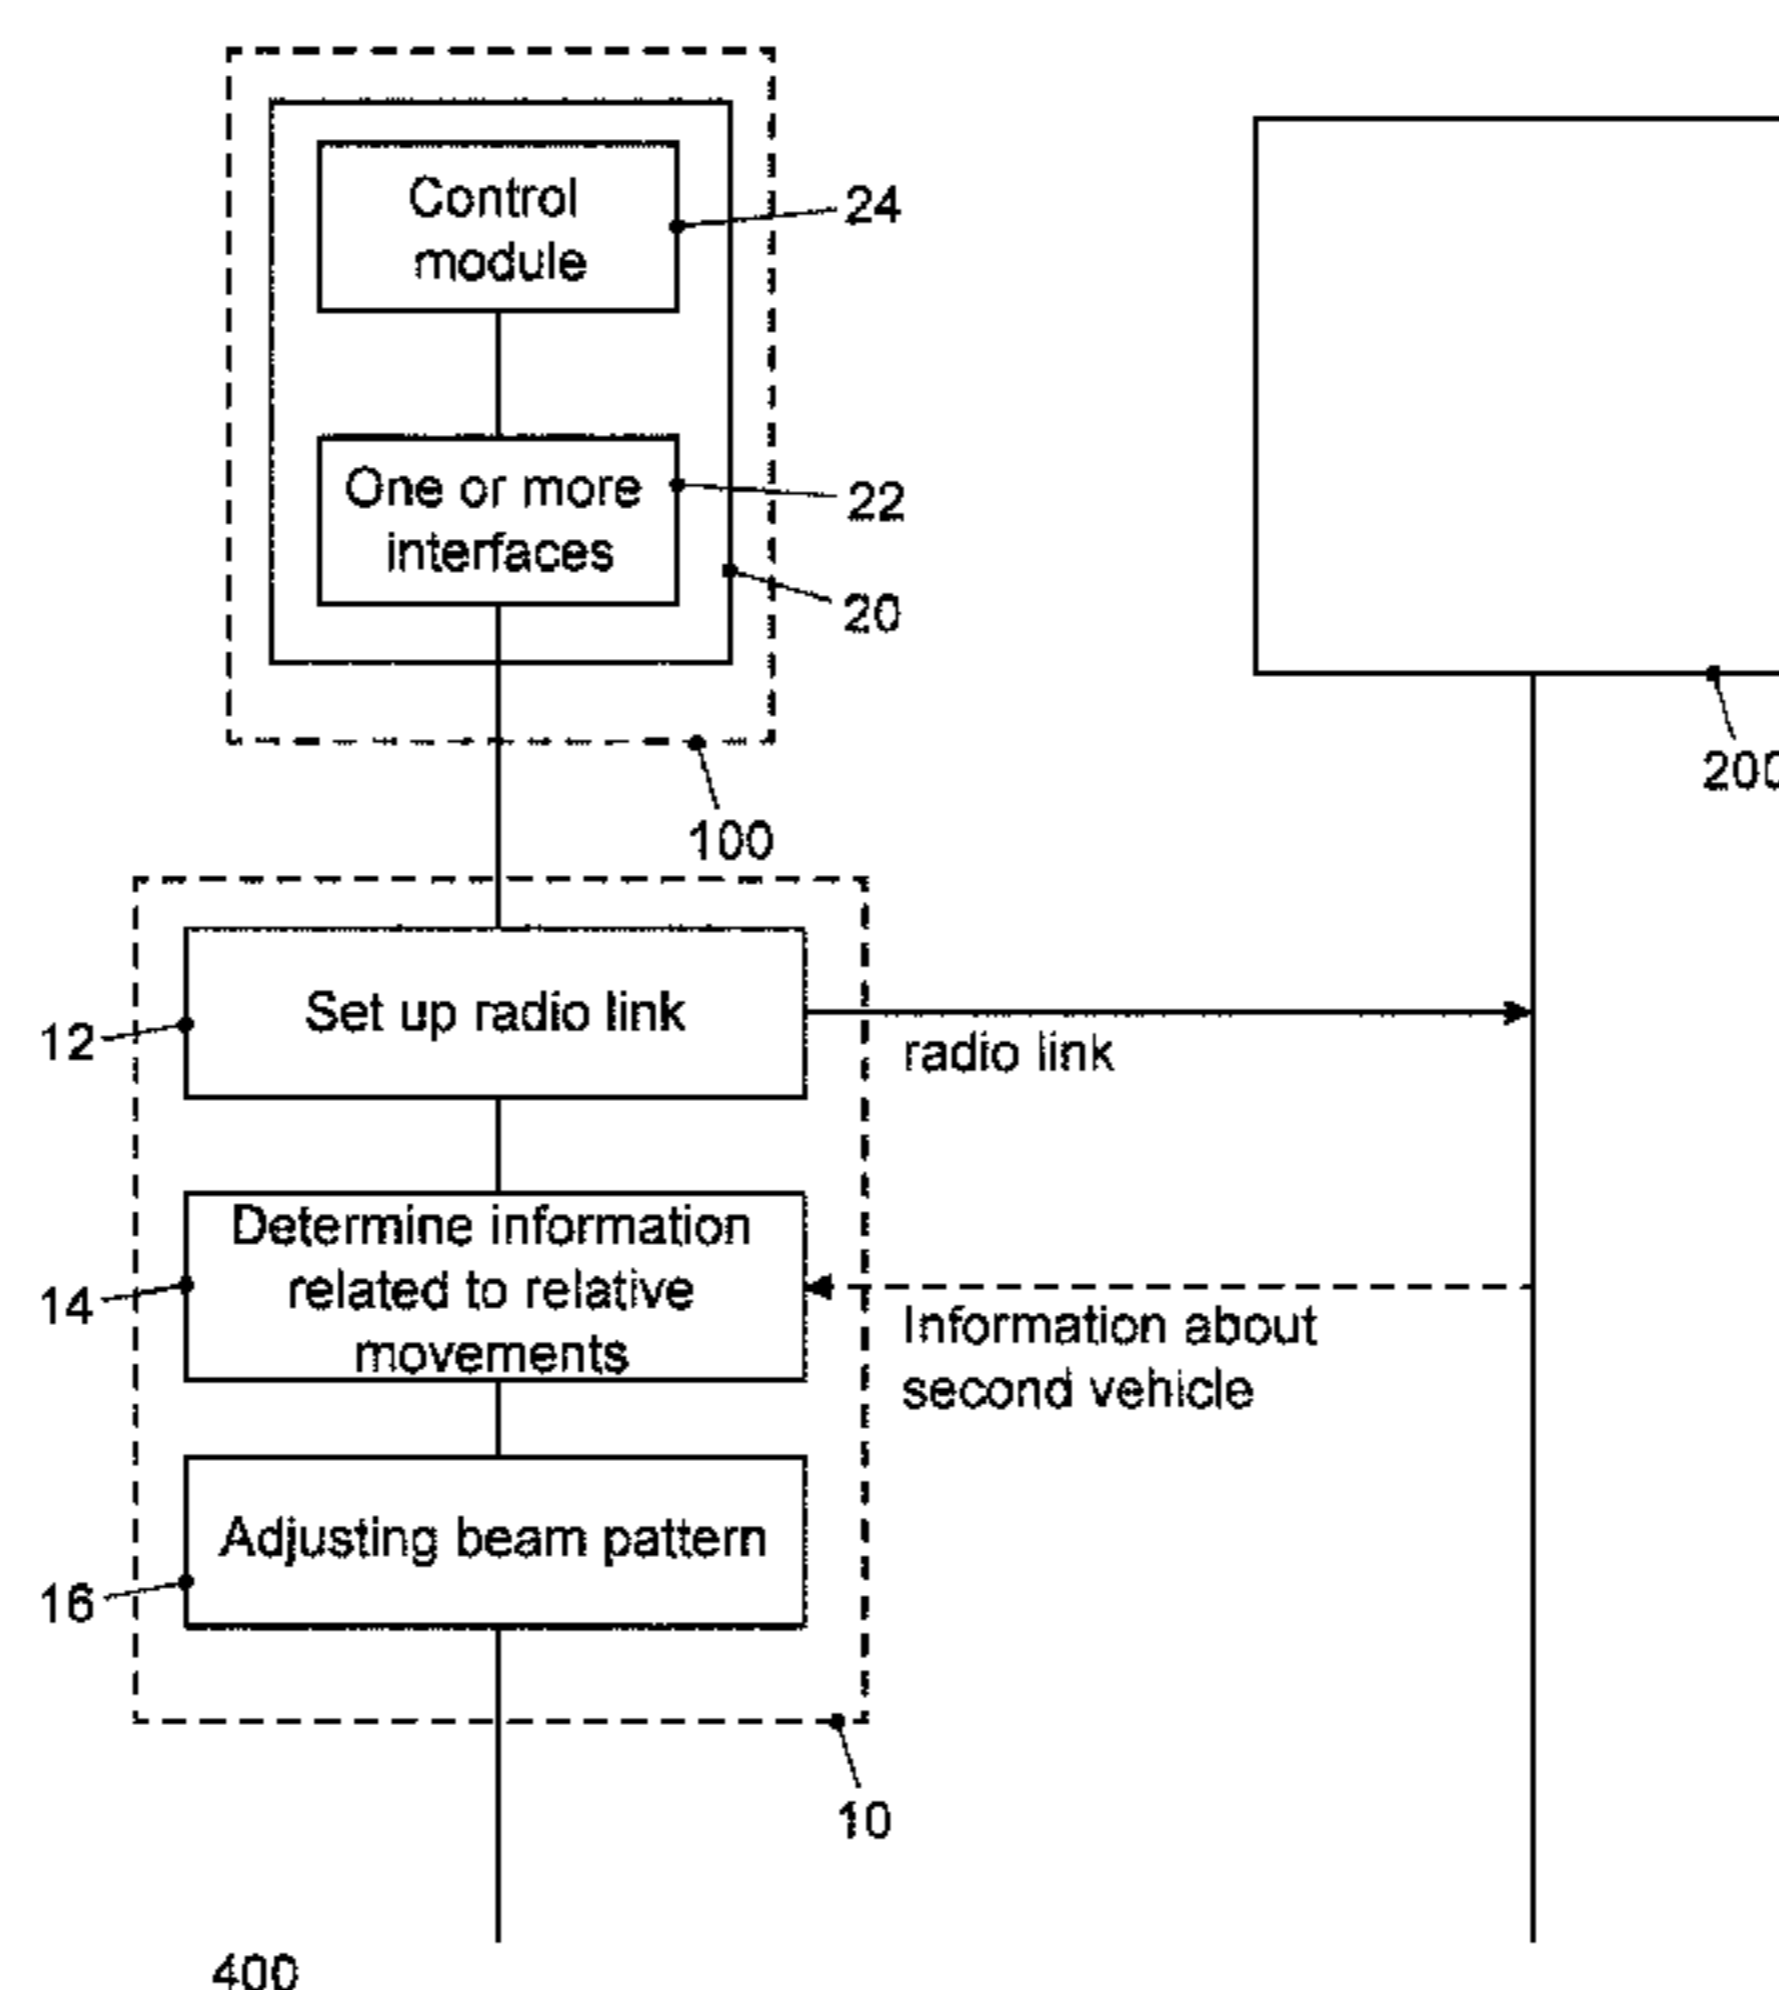 Control
module
24
One or more
interfaces
22
20
200
100
Set up radio link
12
radio link
Determine information
related to relative
movements
14
Information about
second vehicle
Adjusting beam pattern
16
10
400